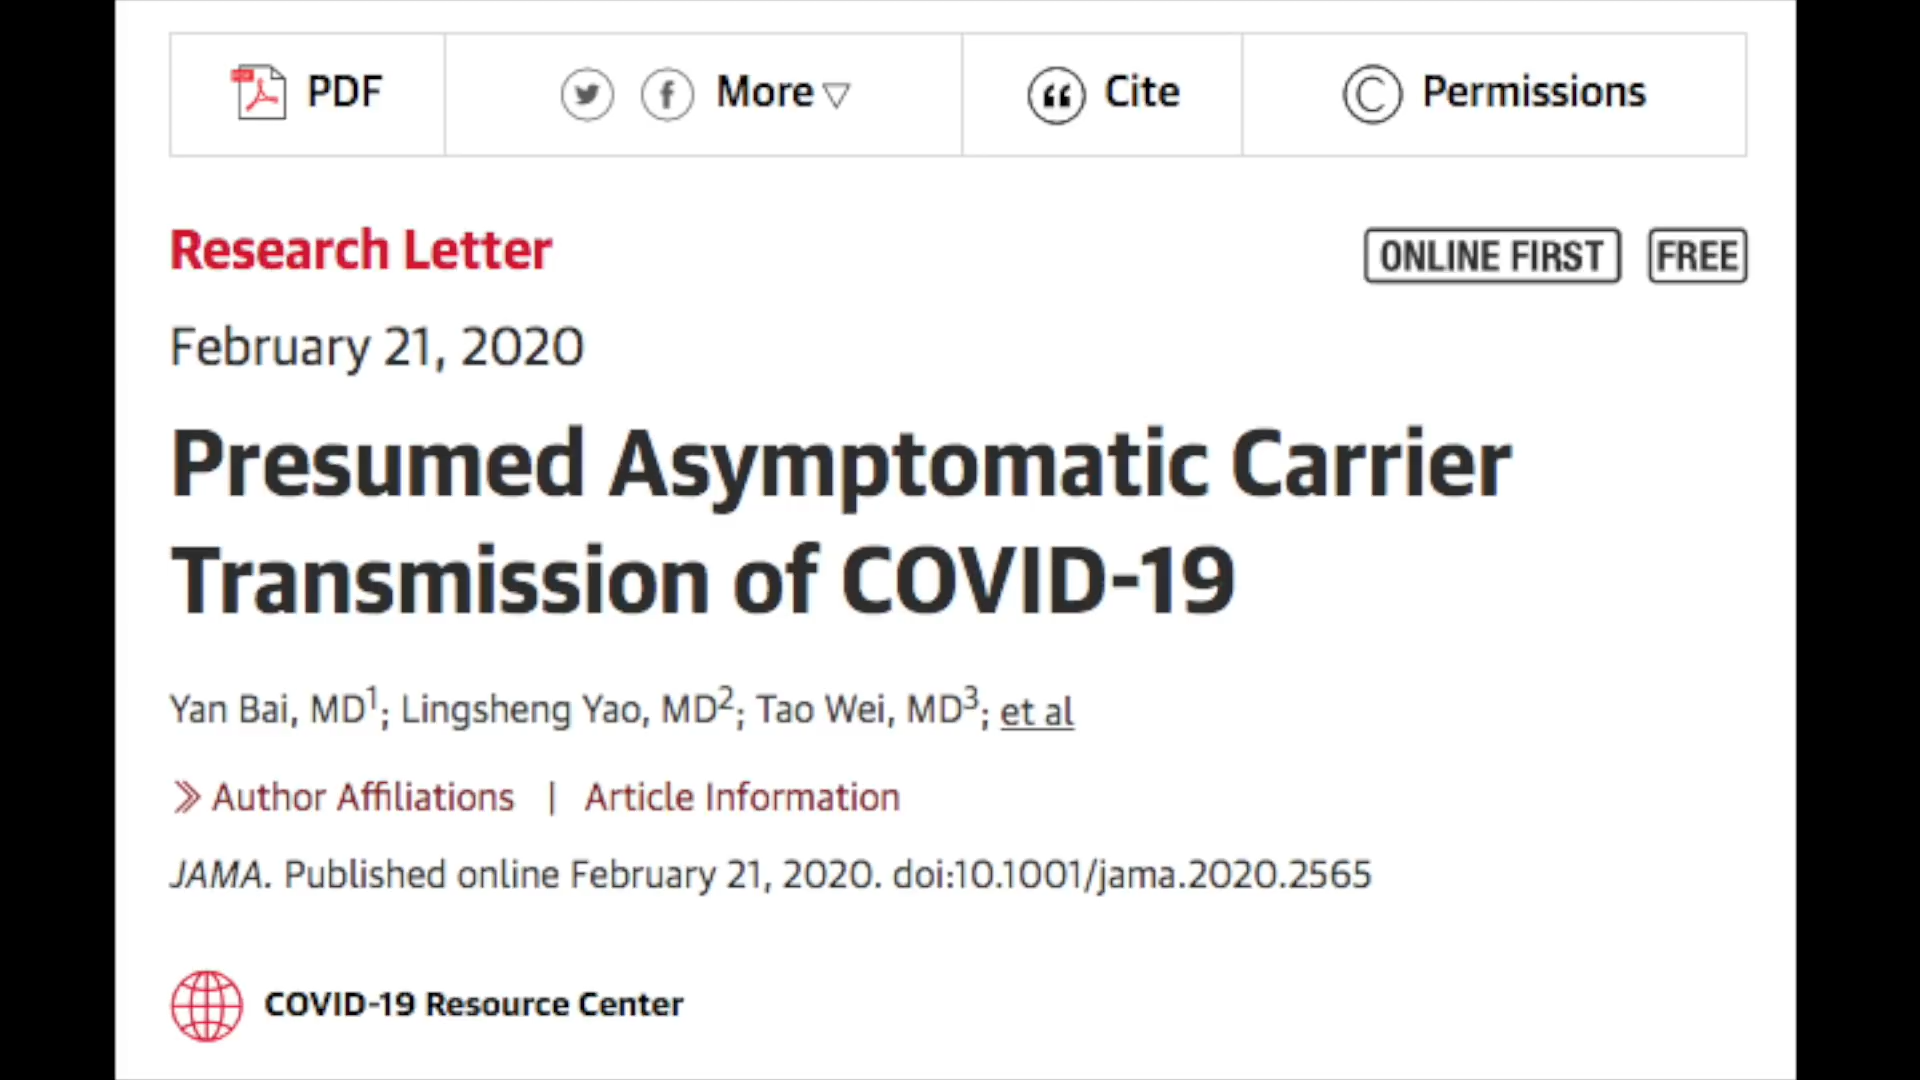 PDF
More
Cite
Permissions
Research Letter
ONLINE FIRST FREE
February 21, 2020
Presumed Asymptomatic Carrier
Transmission of COVID-19
Yan Bai, MD1; Lingsheng Yao, MD2; Tao Wei, MD3; et al
Author Affiliations | Article Information
JAMA. Published online February 21, 2020. doi:10.1001/jama.2020.2565
COVID-19 Resource Center